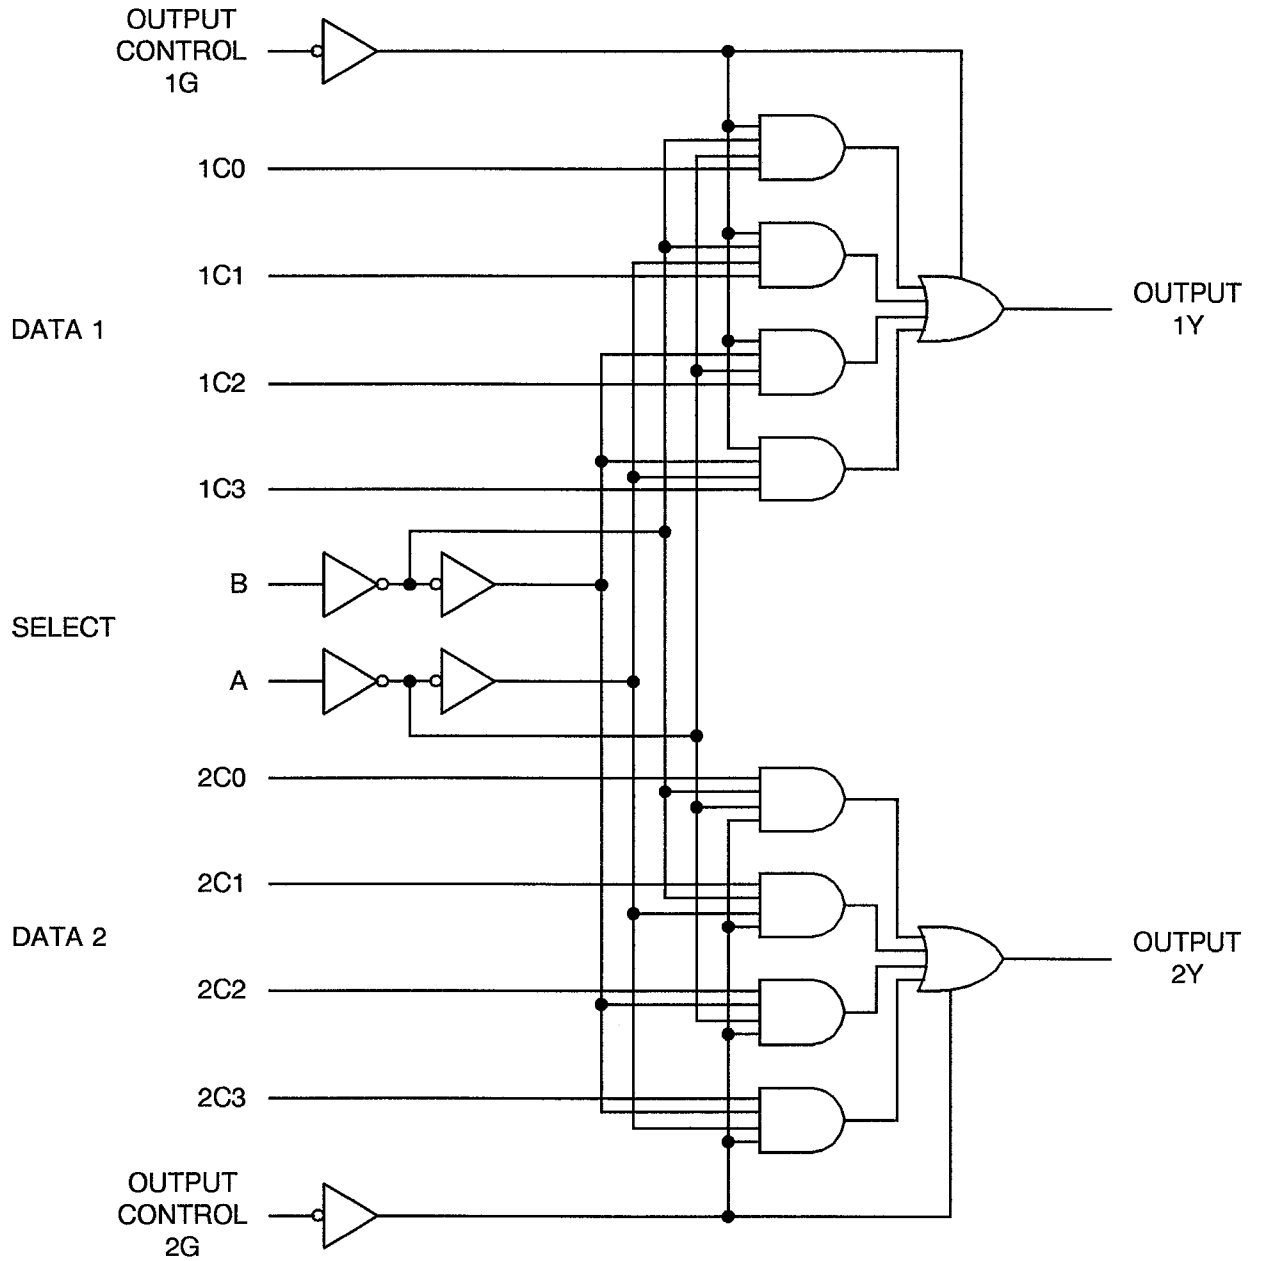 OUTPUT
CONTROL
1G
1C0
1C1
DATA 1
1C2
1C3
OUTPUT
1Y
B
SELECT
A
2C0
2C1
DATA 2
2C2
2C3
OUTPUT
2Y
OUTPUT
CONTROL
2G